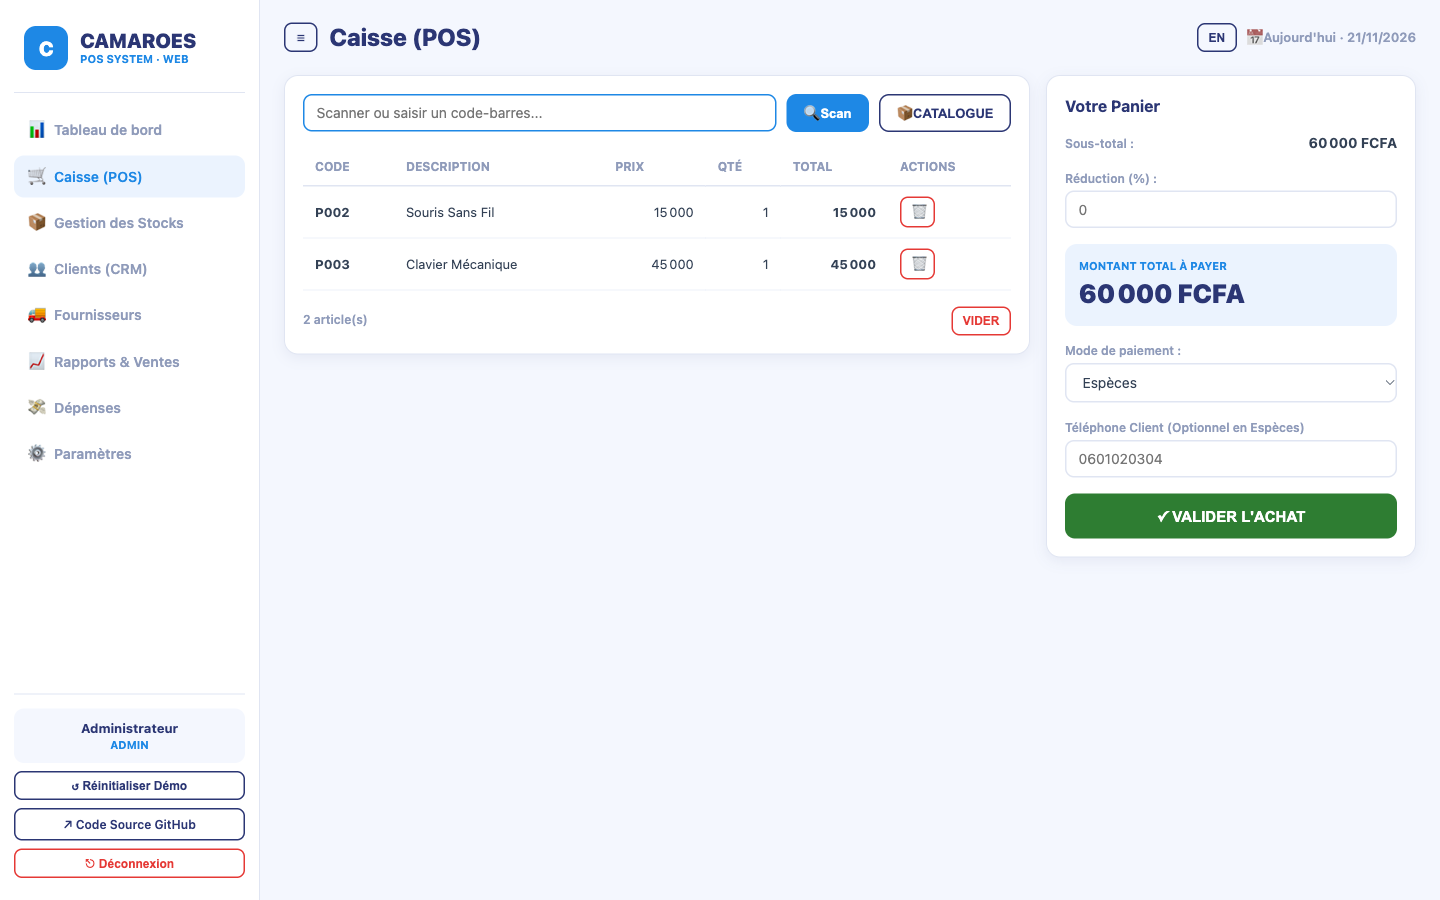 C
CAMAROES
POS SYSTEM · WEB
Tableau de bord
Caisse (POS)
Gestion des Stocks
Clients (CRM)
Fournisseurs
Rapports & Ventes
Dépenses
Paramètres
Administrateur
ADMIN
↺ Réinitialiser Démo
↗ Code Source GitHub
⎋ Déconnexion
≡ Caisse (POS)
EN
Aujourd'hui · 21/11/2026
Scanner ou saisir un code-barres...
Scan
CATALOGUE
CODE DESCRIPTION PRIX QTÉ TOTAL ACTIONS
P002 Souris Sans Fil 15 000 1 15 000
P003 Clavier Mécanique 45 000 1 45 000
2 article(s)
VIDER
Votre Panier
Sous-total : 60 000 FCFA
Réduction (%) :
0
MONTANT TOTAL À PAYER
60 000 FCFA
Mode de paiement :
Espèces
Téléphone Client (Optionnel en Espèces)
0601020304
✓ VALIDER L'ACHAT